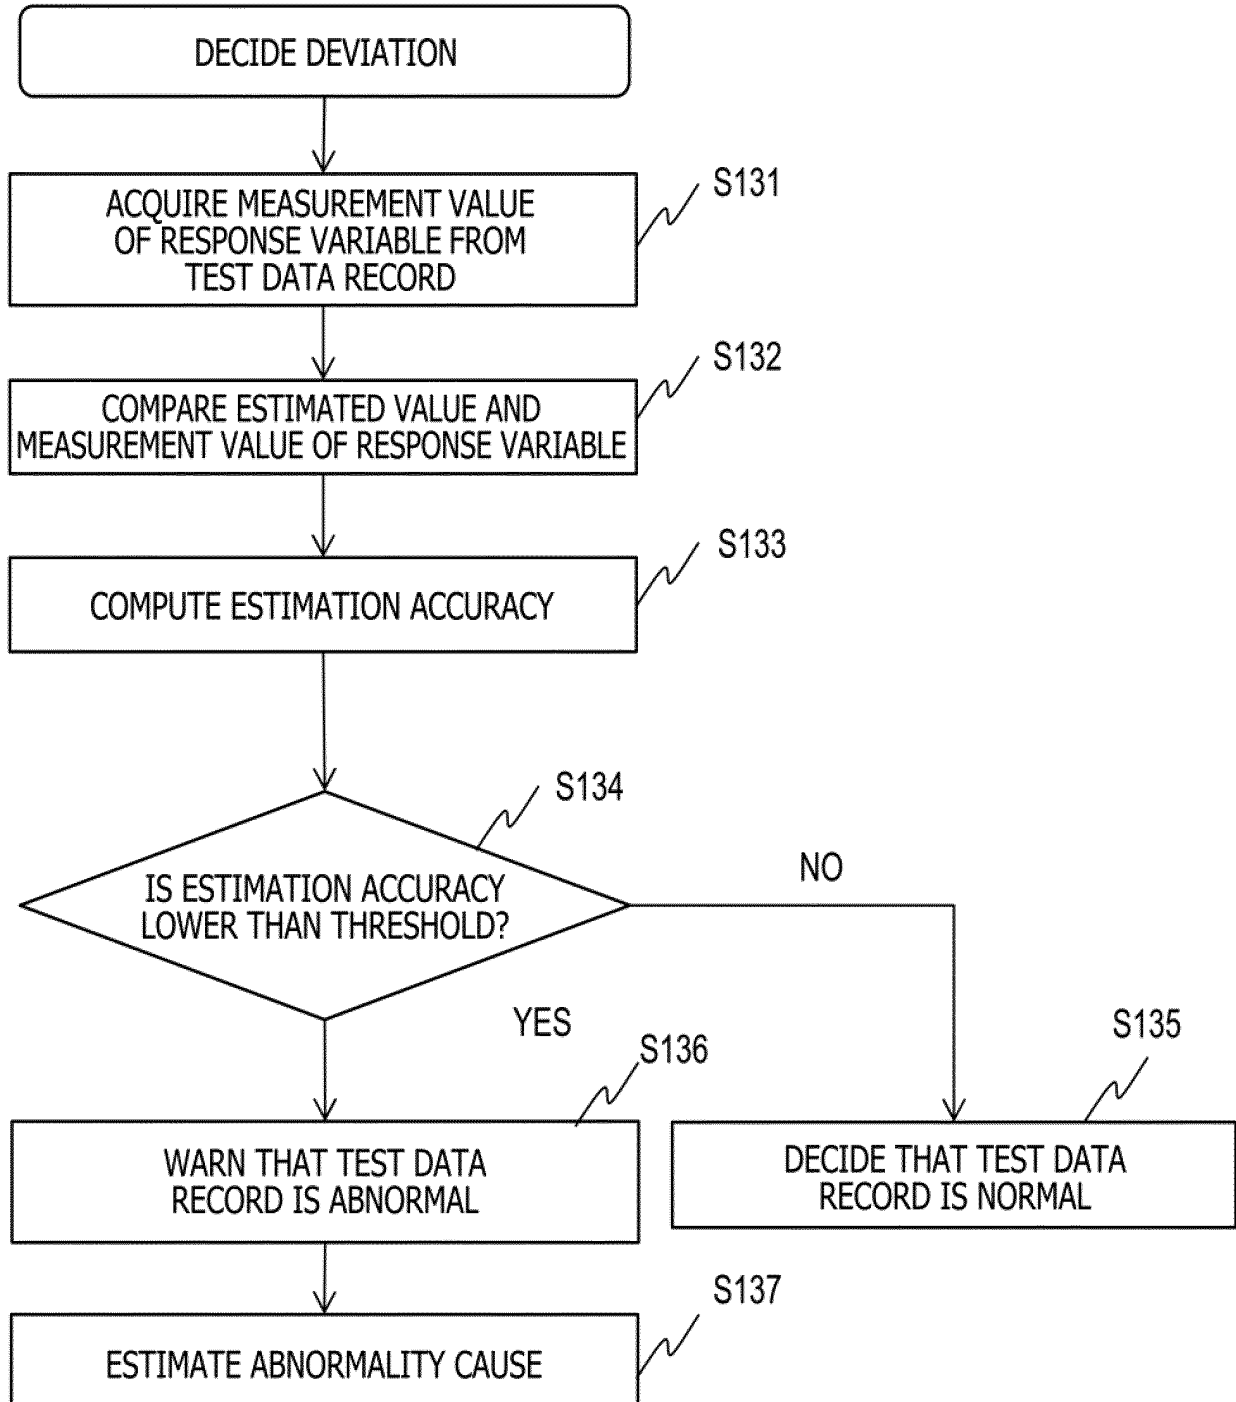 DECIDE DEVIATION
S131
ACQUIRE MEASUREMENT VALUE
OF RESPONSE VARIABLE FROM
TEST DATA RECORD
S132
COMPARE ESTIMATED VALUE AND
MEASUREMENT VALUE OF RESPONSE VARIABLE
S133
COMPUTE ESTIMATION ACCURACY
S134
IS ESTIMATION ACCURACY
LOWER THAN THRESHOLD?
NO
YES
S136
WARN THAT TEST DATA
RECORD IS ABNORMAL
S135
DECIDE THAT TEST DATA
RECORD IS NORMAL
S137
ESTIMATE ABNORMALITY CAUSE